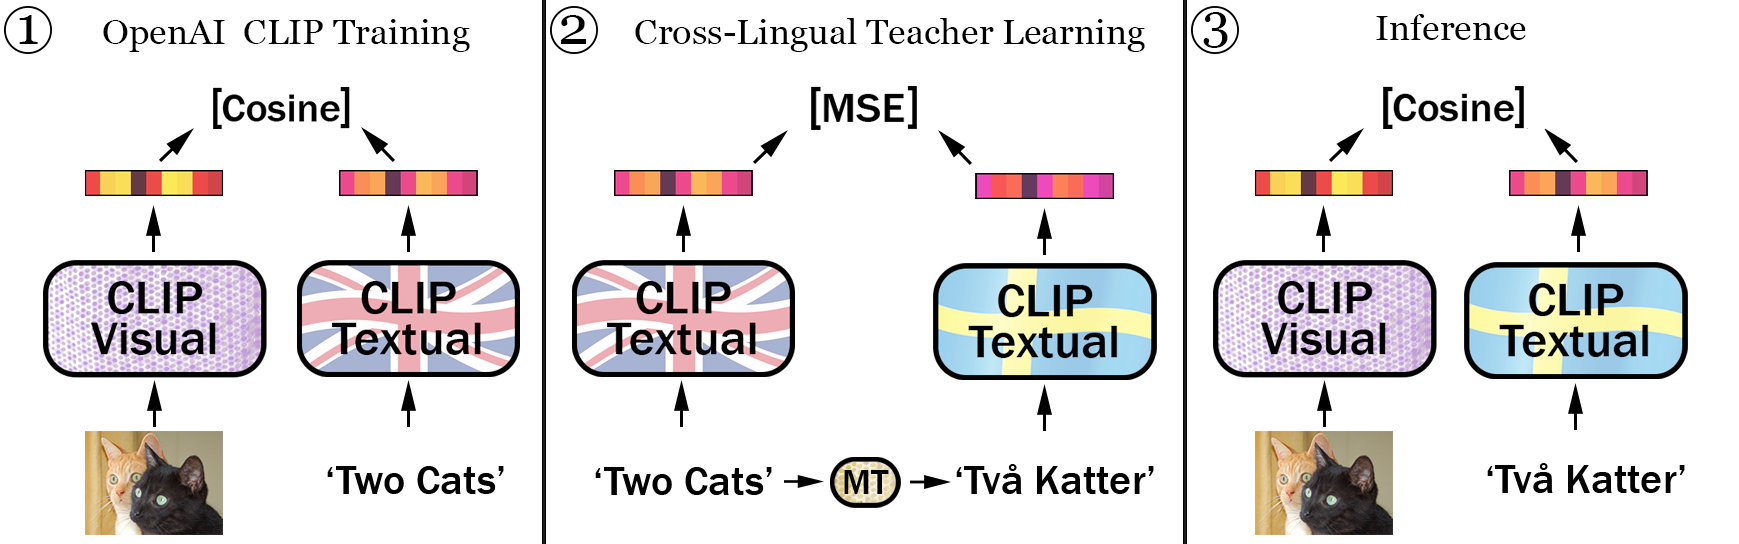 ① OpenAI CLIP Training
[Cosine]
CLIP
Visual
CLIP
Textual
‘Two Cats’
② Cross-Lingual Teacher Learning
[MSE]
CLIP
Textual
CLIP
Textual
‘Two Cats’
MT
‘Två Katter’
③ Inference
[Cosine]
CLIP
Visual
CLIP
Textual
‘Två Katter’